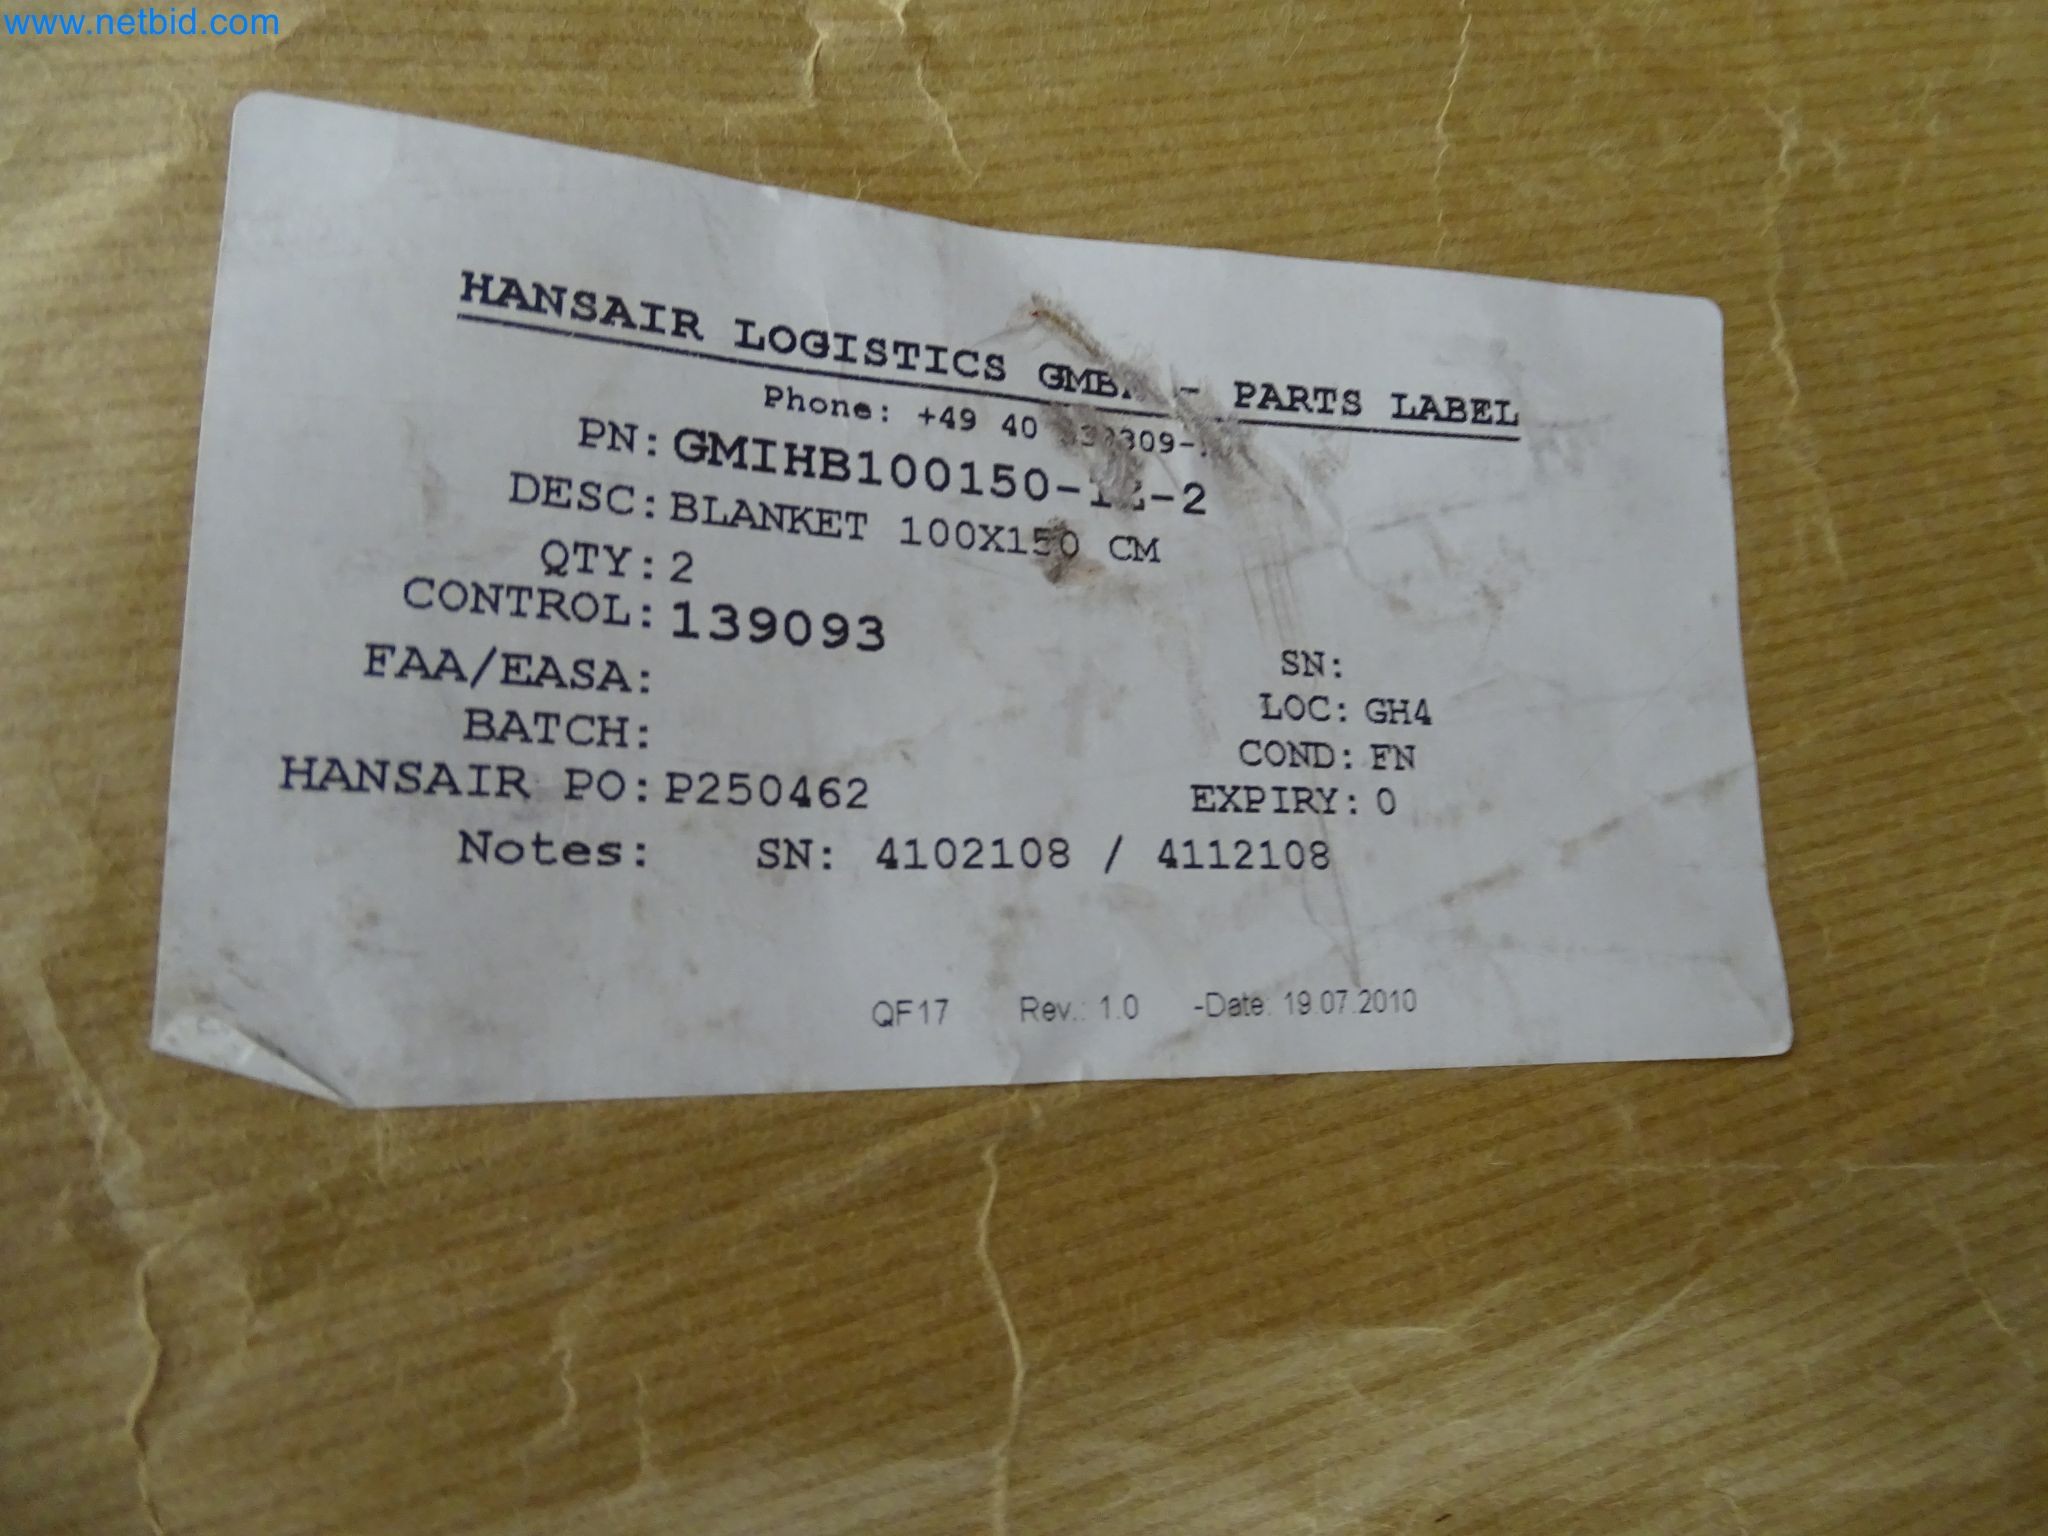 www.netbid.com
HANSAIR LOGISTICS - PARTS LABEL
Phone: +49 40
PN:
DESC: BLANKET 100X150 CM
QTY: 2
CONTROL: 139093
FAA/EASA:
SN:
BATCH:
LOC: GH4
COND: FN
HANSAIR PO: P250462
EXPIRY: 0
Notes: SN: 4102108 / 4112108
QF17 Rev.: 1.0 -Date: 19.07.2010